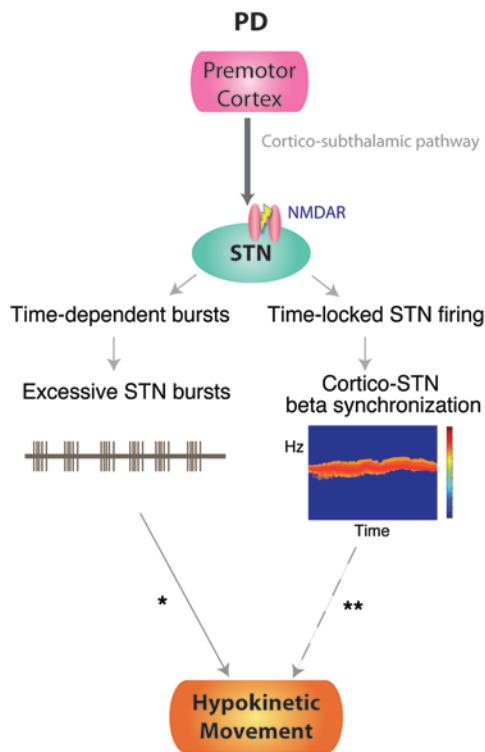 PD
Premotor
Cortex
Cortico-subthalamic pathway
NMDAR
STN
Time-dependent bursts
Time-locked STN firing
Excessive STN bursts
Cortico-STN
beta synchronization
Hz
Time
*
**
Hypokinetic
Movement